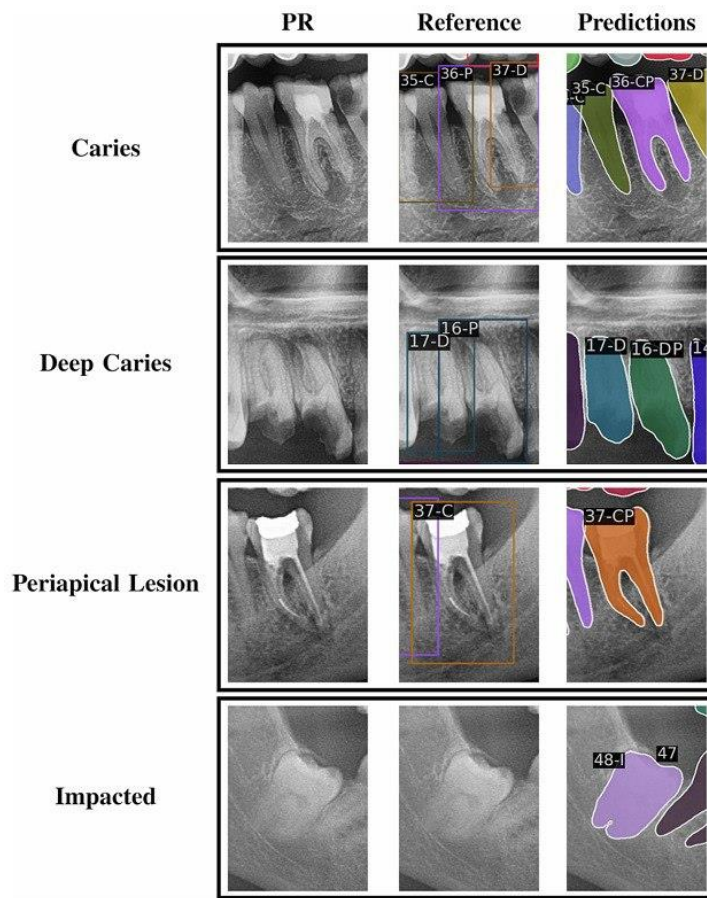 PR Reference Predictions
Caries
35-C 36-P 37-D
35-C 36-CP 37-D
Deep Caries
17-D 16-P
17-D 16-DP 14
Periapical Lesion
37-C
37-CP
Impacted
48-I 47